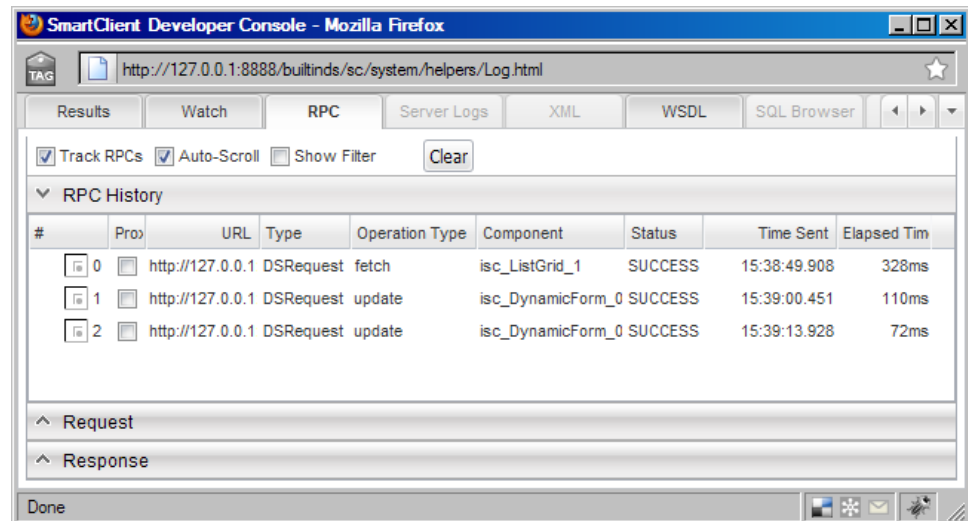 SmartClient Developer Console - Mozilla Firefox
TAG http://127.0.0.1:8888/builtinds/sc/system/helpers/Log.html
Results Watch RPC Server Logs XML WSDL SQL Browser
Track RPCs Auto-Scroll Show Filter Clear
RPC History
# Prox URL Type Operation Type Component Status Time Sent Elapsed Tim
0 http://127.0.0.1 DSRequest fetch isc_ListGrid_1 SUCCESS 15:38:49.908 328ms
1 http://127.0.0.1 DSRequest update isc_DynamicForm_0 SUCCESS 15:39:00.451 110ms
2 http://127.0.0.1 DSRequest update isc_DynamicForm_0 SUCCESS 15:39:13.928 72ms
Request
Response
Done